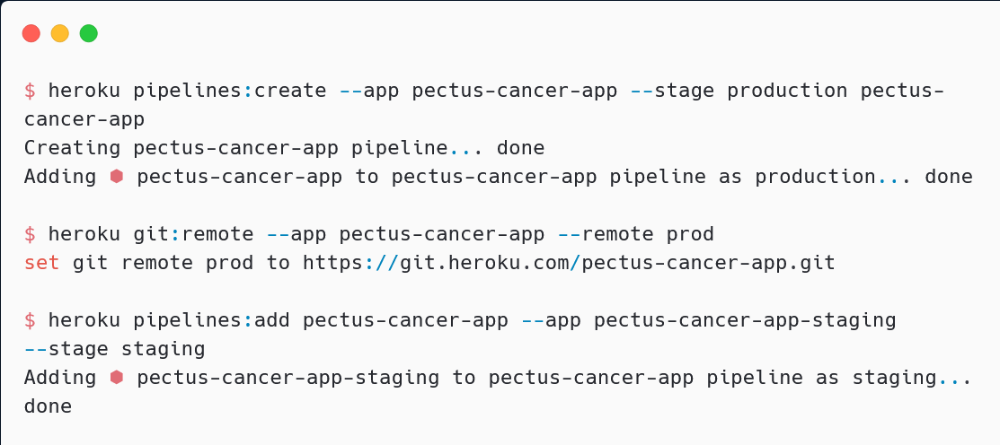 $ heroku pipelines:create --app pectus-cancer-app --stage production pectus-
cancer-app
Creating pectus-cancer-app pipeline... done
Adding ⬢ pectus-cancer-app to pectus-cancer-app pipeline as production... done
$ heroku git:remote --app pectus-cancer-app --remote prod
set git remote prod to https://git.heroku.com/pectus-cancer-app.git
$ heroku pipelines:add pectus-cancer-app --app pectus-cancer-app-staging
--stage staging
Adding ⬢ pectus-cancer-app-staging to pectus-cancer-app pipeline as staging...
done